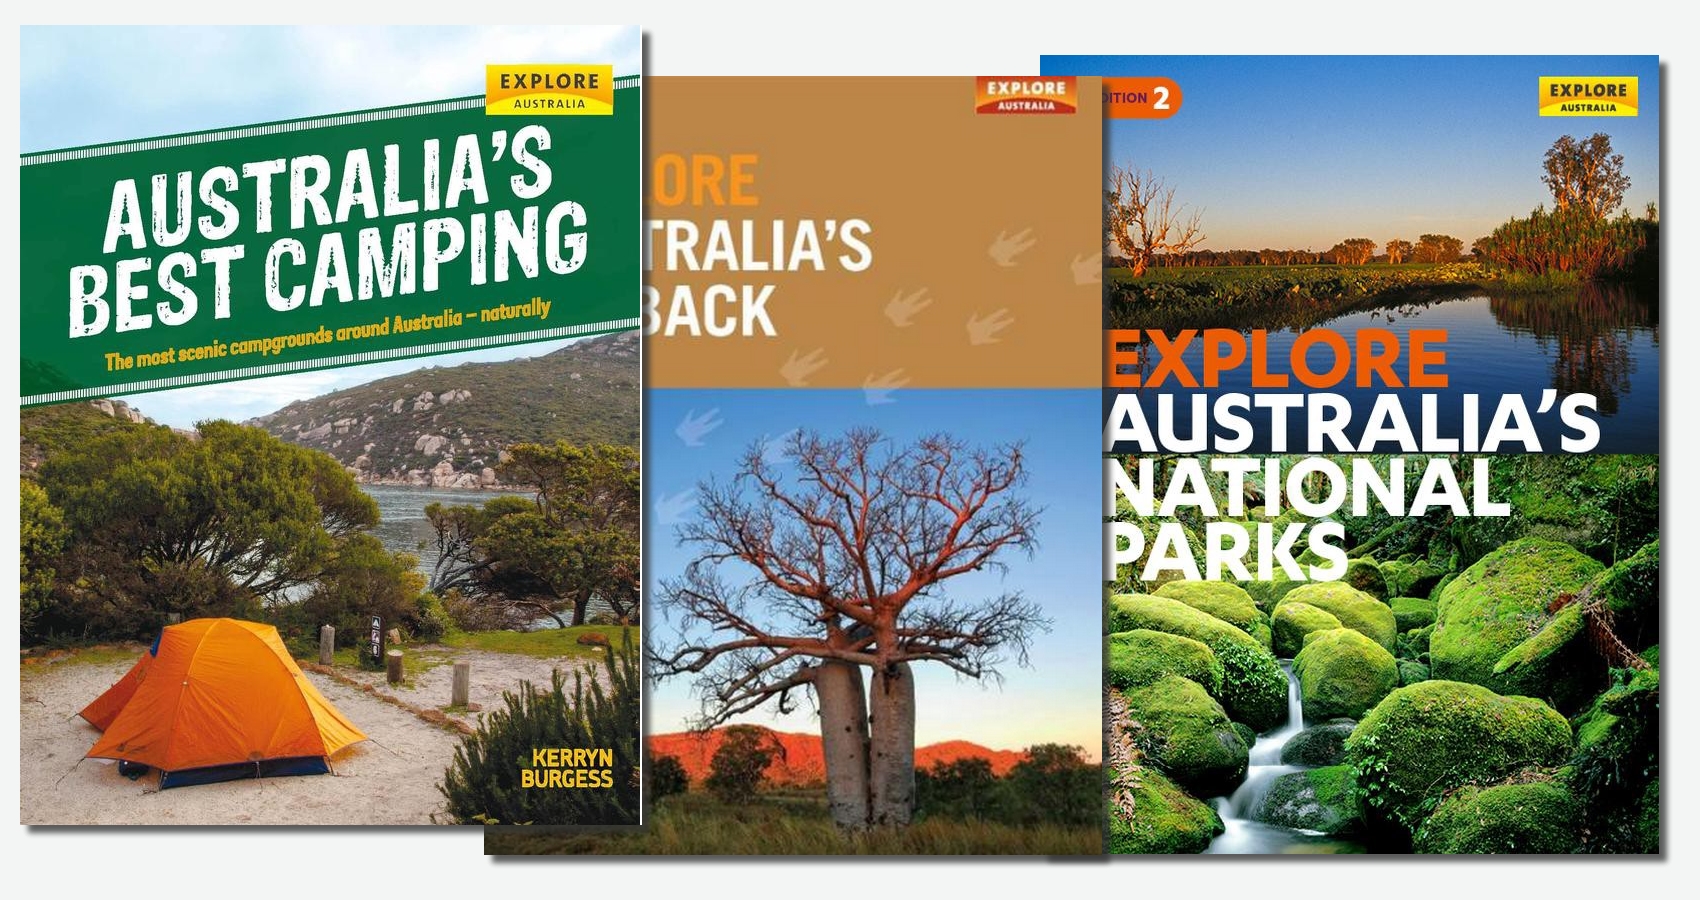 EXPLORE
AUSTRALIA
AUSTRALIA'S
BEST CAMPING
The most scenic campgrounds around Australia – naturally
KERRYN
BURGESS
EXPLORE
AUSTRALIA
ORE
TRALIA'S
BACK
ITION 2
EXPLORE
AUSTRALIA
EXPLORE
AUSTRALIA'S
NATIONAL
PARKS